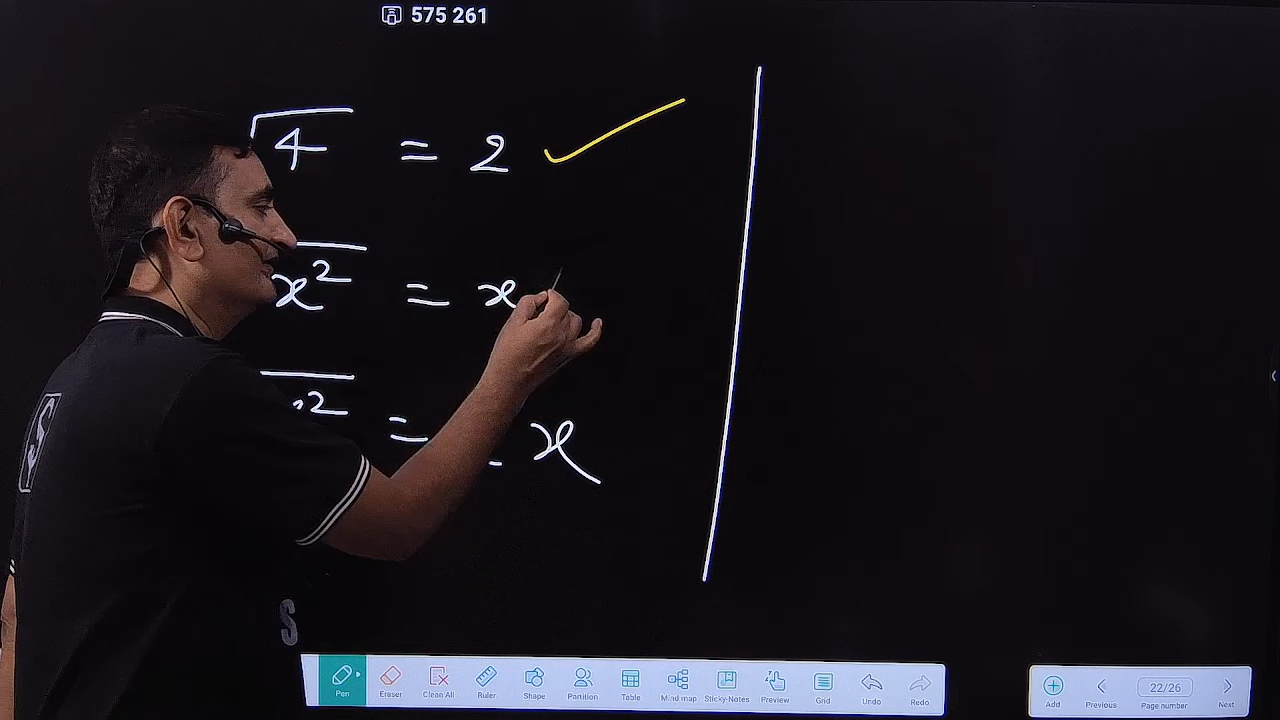 575 261
√4 = 2 ✓
x² = x
² = - x
S
S
Pen
Eraser
Clean All
Ruler
Shape
Partition
Table
Mind map
Sticky-Notes
Preview
Grid
Undo
Redo
Add
Previous
22/26
Page number
Next